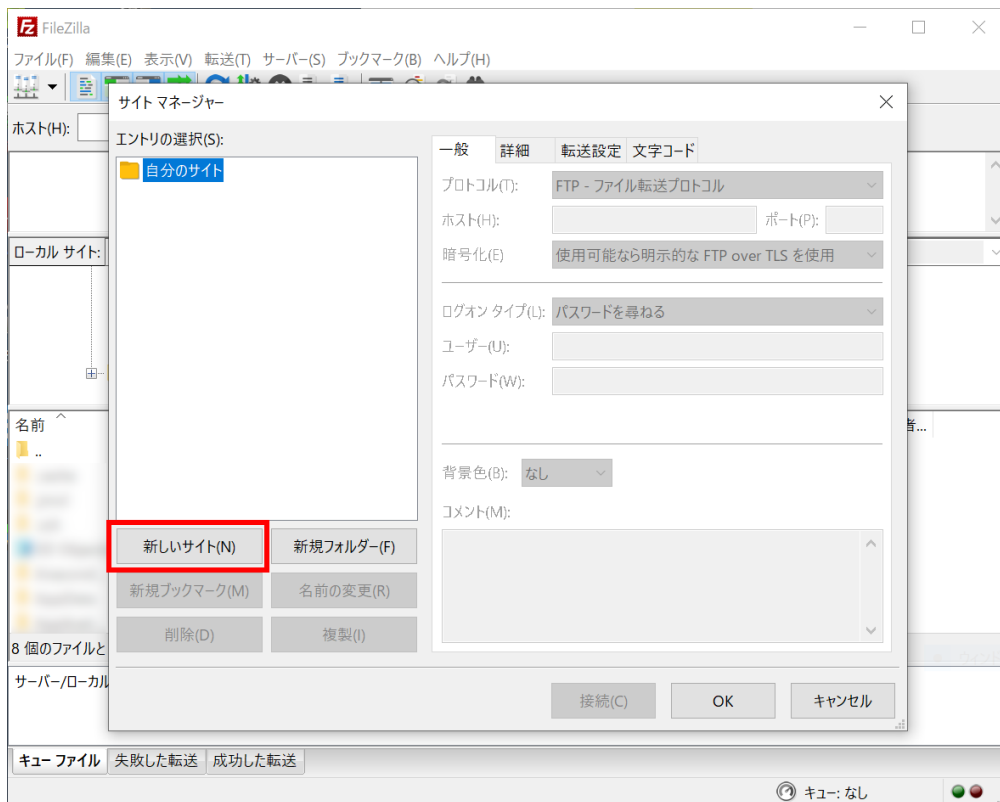 FileZilla
ファイル(F) 編集(E) 表示(V) 転送(T) サーバー(S) ブックマーク(B) ヘルプ(H)
ホスト(H):
サイト マネージャー
エントリの選択(S):
自分のサイト
一般 詳細 転送設定 文字コード
プロトコル(T): FTP - ファイル転送プロトコル
ホスト(H): ポート(P):
暗号化(E) 使用可能なら明示的な FTP over TLS を使用
ログオン タイプ(L): パスワードを尋ねる
ユーザー(U):
パスワード(W):
背景色(B): なし
コメント(M):
新しいサイト(N) 新規フォルダー(F)
新規ブックマーク(M) 名前の変更(R)
削除(D) 複製(I)
接続(C) OK キャンセル
ローカル サイト:
名前
..
者...
8 個のファイルと
サーバー/ローカル
キュー ファイル 失敗した転送 成功した転送
キュー: なし